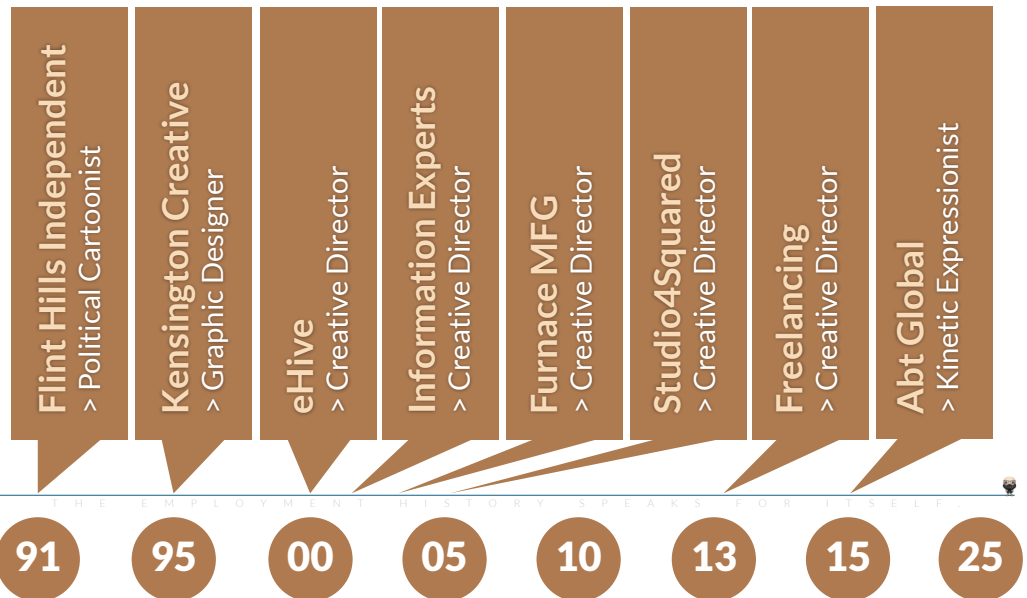 Flint Hills Independent
> Political Cartoonist
Kensington Creative
> Graphic Designer
eHive
> Creative Director
Information Experts
> Creative Director
Furnace MFG
> Creative Director
Studio4Squared
> Creative Director
Freelancing
> Creative Director
Abt Global
> Kinetic Expressionist
THE EMPLOYMENT HISTORY SPEAKS FOR ITSELF.
91
95
00
05
10
13
15
25